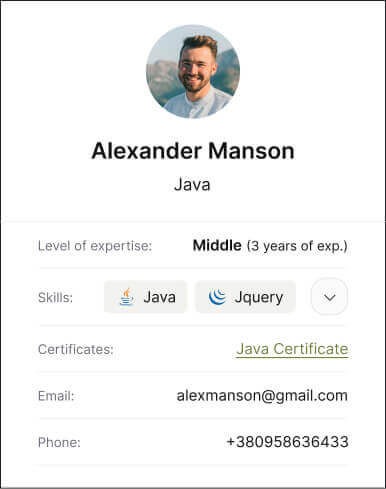 Alexander Manson
Java
Level of expertise: Middle (3 years of exp.)
Skills: Java Jquery
Certificates: Java Certificate
Email: alexmanson@gmail.com
Phone: +380958636433